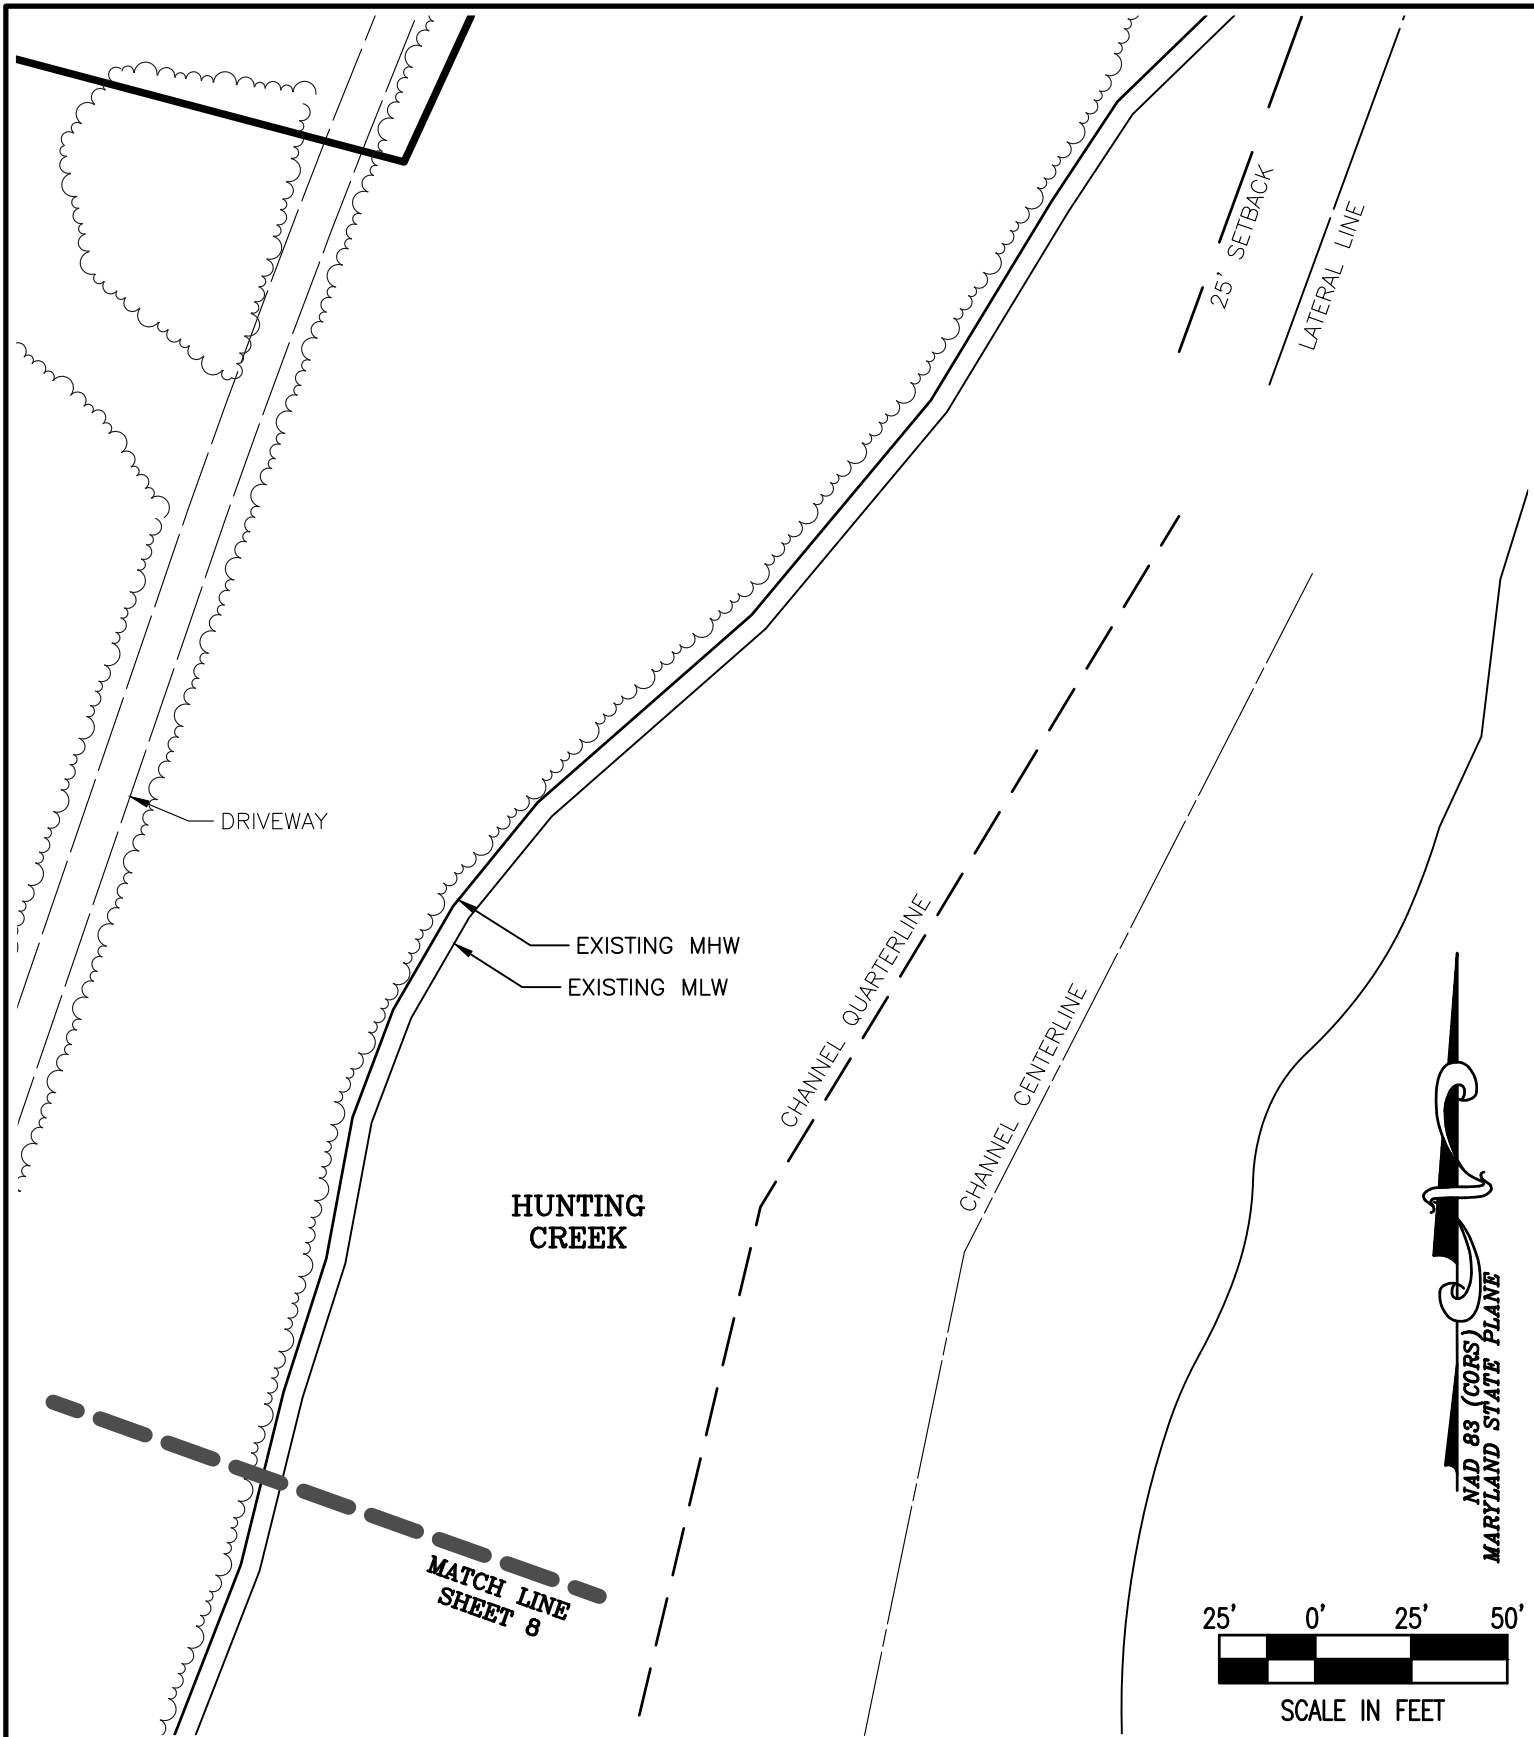 25' SETBACK
LATERAL LINE
DRIVEWAY
CHANNEL QUARTERLINE
EXISTING MHW
EXISTING MLW
CHANNEL CENTERLINE
HUNTING
CREEK
NAD 83 (CORS)
MARYLAND STATE PLANE
MATCH LINE
SHEET 8
25' 0' 25' 50'
SCALE IN FEET